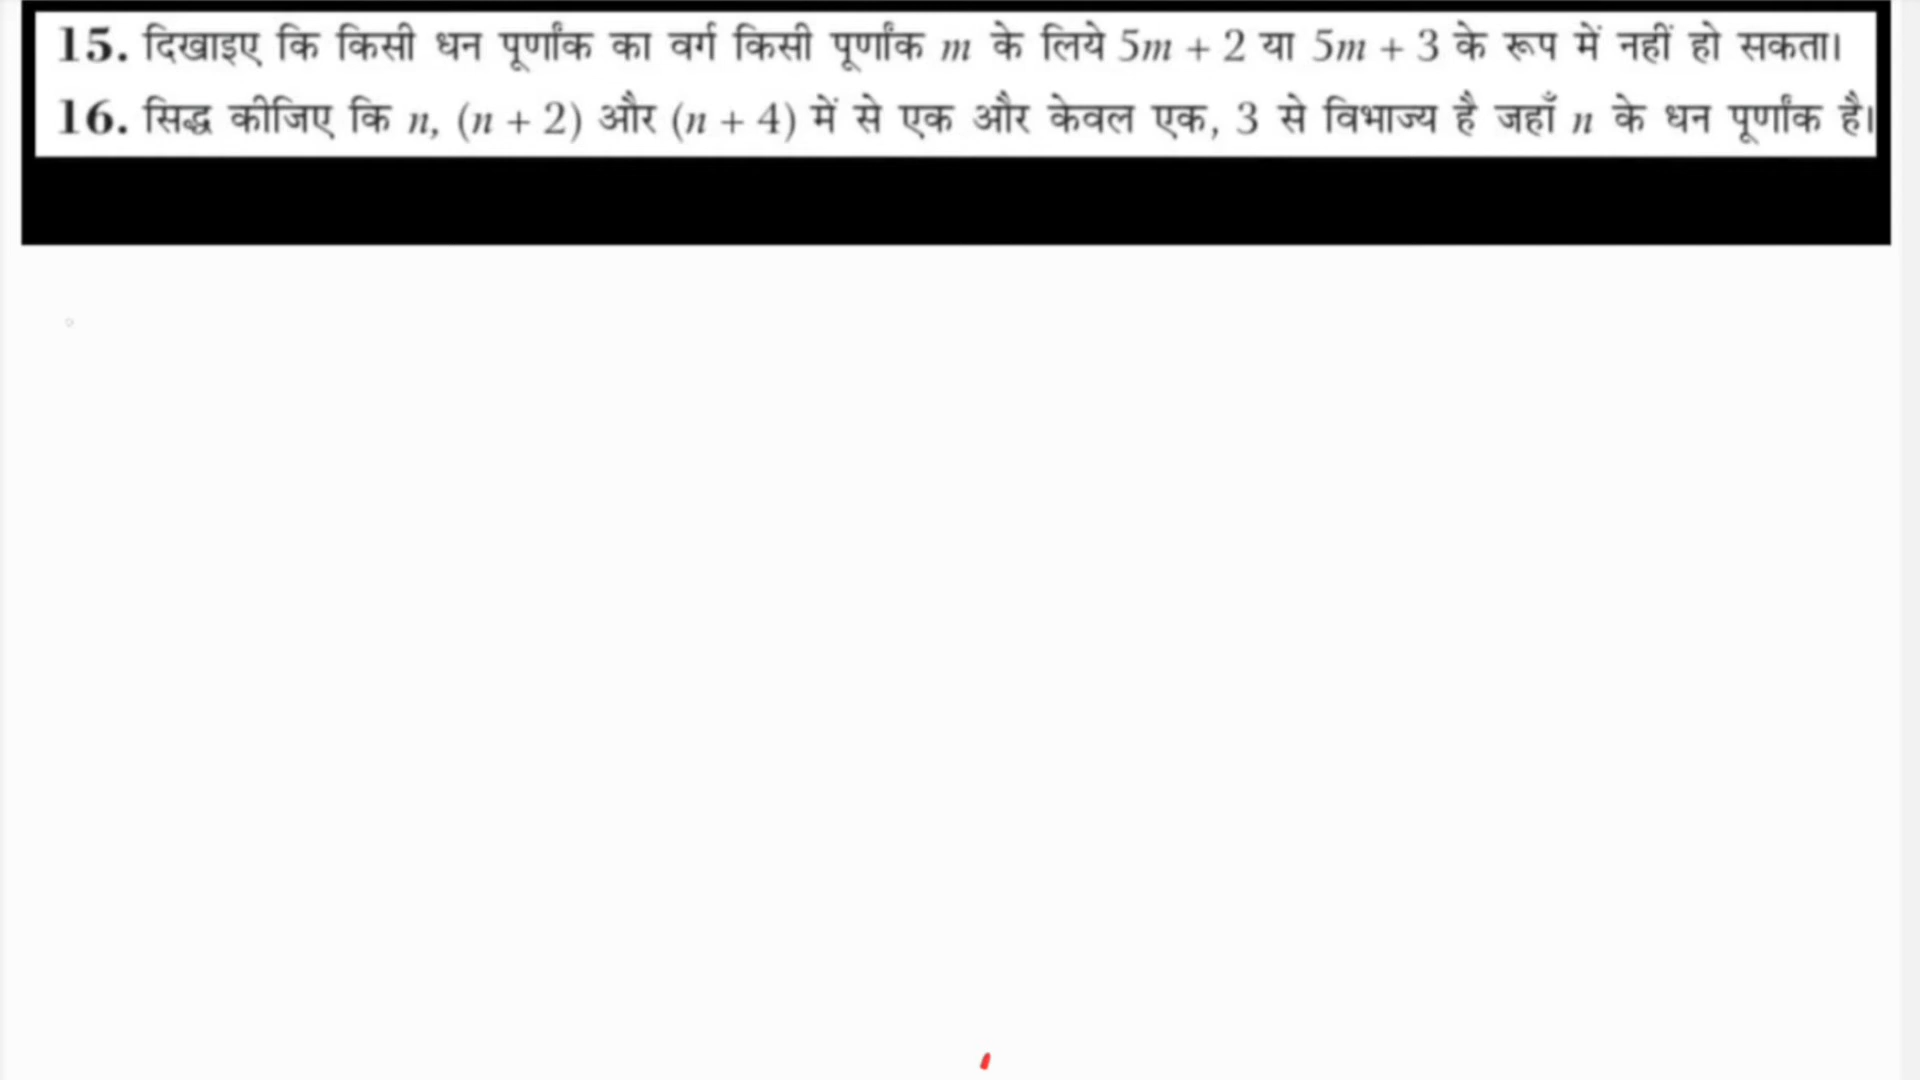 15. दिखाइए कि किसी धन पूर्णांक का वर्ग किसी पूर्णांक m के लिये 5m + 2 या 5m + 3 के रूप में नहीं हो सकता।
16. सिद्ध कीजिए कि n, (n + 2) और (n + 4) में से एक और केवल एक, 3 से विभाज्य है जहाँ n के धन पूर्णांक है।